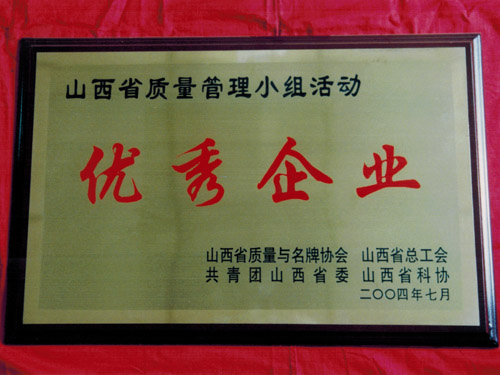 山西省质量管理小组活动
优秀企业
山西省质量与名牌协会 山西省总工会
共青团山西省委 山西省科协
二〇〇四年七月